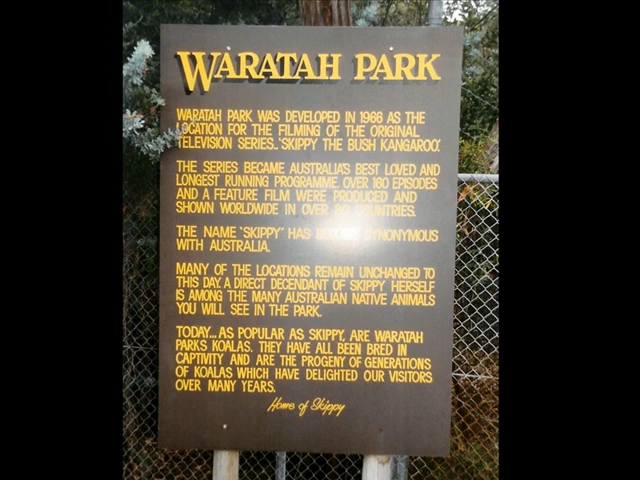 WARATAH PARK
WARATAH PARK WAS DEVELOPED IN 1966 AS THE
LOCATION FOR THE FILMING OF THE ORIGINAL
TELEVISION SERIES.. 'SKIPPY THE BUSH KANGAROO'.
THE SERIES BECAME AUSTRALIA'S BEST LOVED AND
LONGEST RUNNING PROGRAMME. OVER 160 EPISODES
AND A FEATURE FILM WERE PRODUCED AND
SHOWN WORLDWIDE IN OVER COUNTRIES.
THE NAME "SKIPPY" HAS SYNONYMOUS
WITH AUSTRALIA.
MANY OF THE LOCATIONS REMAIN UNCHANGED TO
THIS DAY. A DIRECT DECENDANT OF SKIPPY HERSELF
IS AMONG THE MANY AUSTRALIAN NATIVE ANIMALS
YOU WILL SEE IN THE PARK.
TODAY... AS POPULAR AS SKIPPY, ARE WARATAH
PARKS KOALAS. THEY HAVE ALL BEEN BRED IN
CAPTIVITY AND ARE THE PROGENY OF GENERATIONS
OF KOALAS WHICH HAVE DELIGHTED OUR VISITORS
OVER MANY YEARS.
Home of Skippy